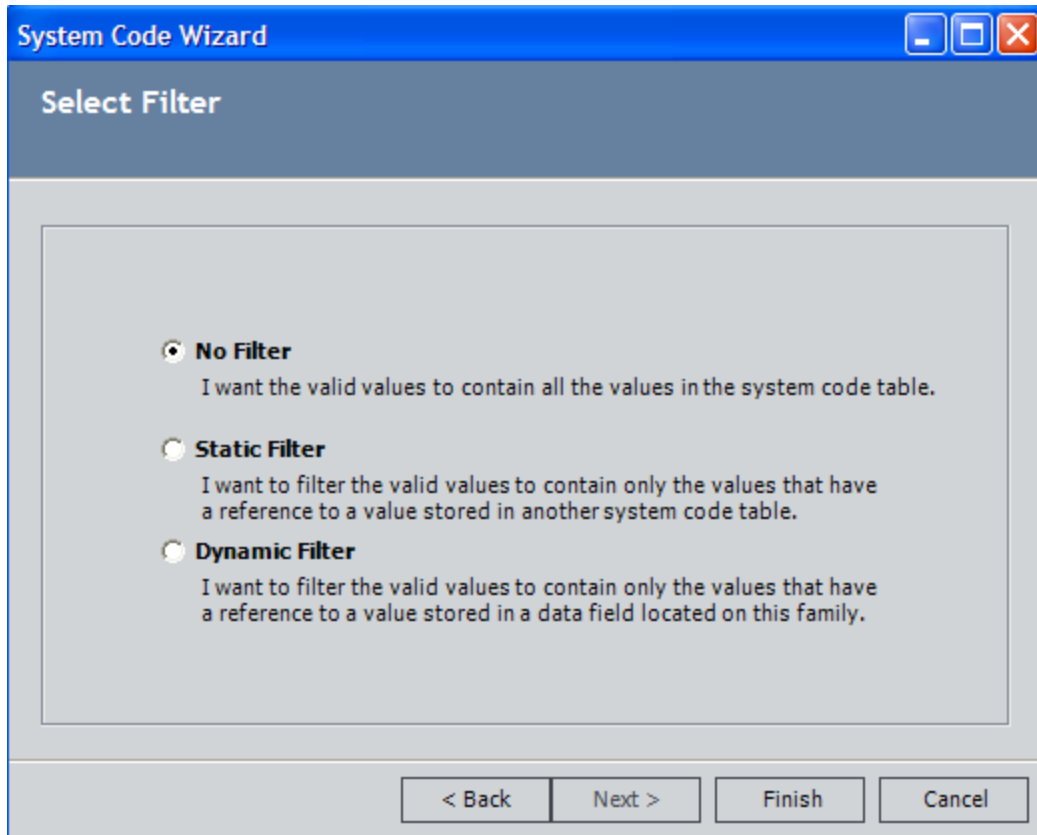 System Code Wizard
Select Filter
No Filter
I want the valid values to contain all the values in the system code table.
Static Filter
I want to filter the valid values to contain only the values that have
a reference to a value stored in another system code table.
Dynamic Filter
I want to filter the valid values to contain only the values that have
a reference to a value stored in a data field located on this family.
< Back Next > Finish Cancel